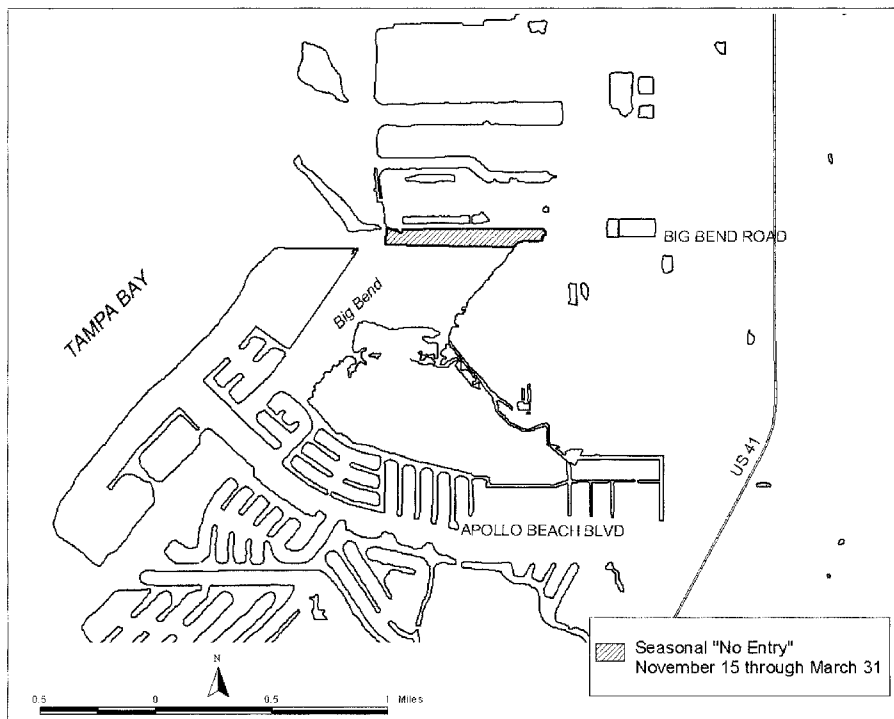 BIG BEND ROAD
TAMPA BAY
Big Bend
US 41
APOLLO BEACH BLVD
Seasonal "No Entry"
November 15 through March 31
N
0.5 0 0.5 1 Miles